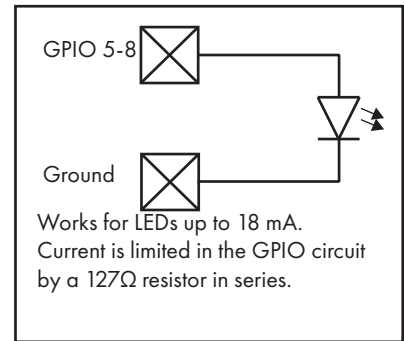 GPIO 5-8
Ground
Works for LEDs up to 18 mA.
Current is limited in the GPIO circuit
by a 127Ω resistor in series.